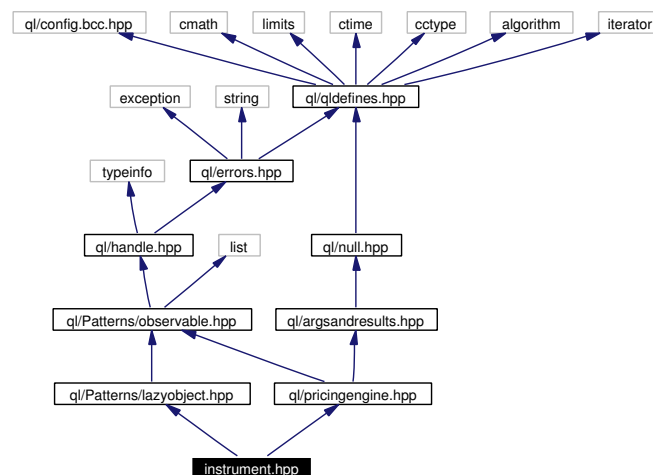 ql/config.bcc.hpp
cmath
limits
ctime
cctype
algorithm
iterator
exception
string
ql/qldefines.hpp
typeinfo
ql/errors.hpp
ql/handle.hpp
list
ql/null.hpp
ql/Patterns/observable.hpp
ql/argsandresults.hpp
ql/Patterns/lazyobject.hpp
ql/pricingengine.hpp
instrument.hpp